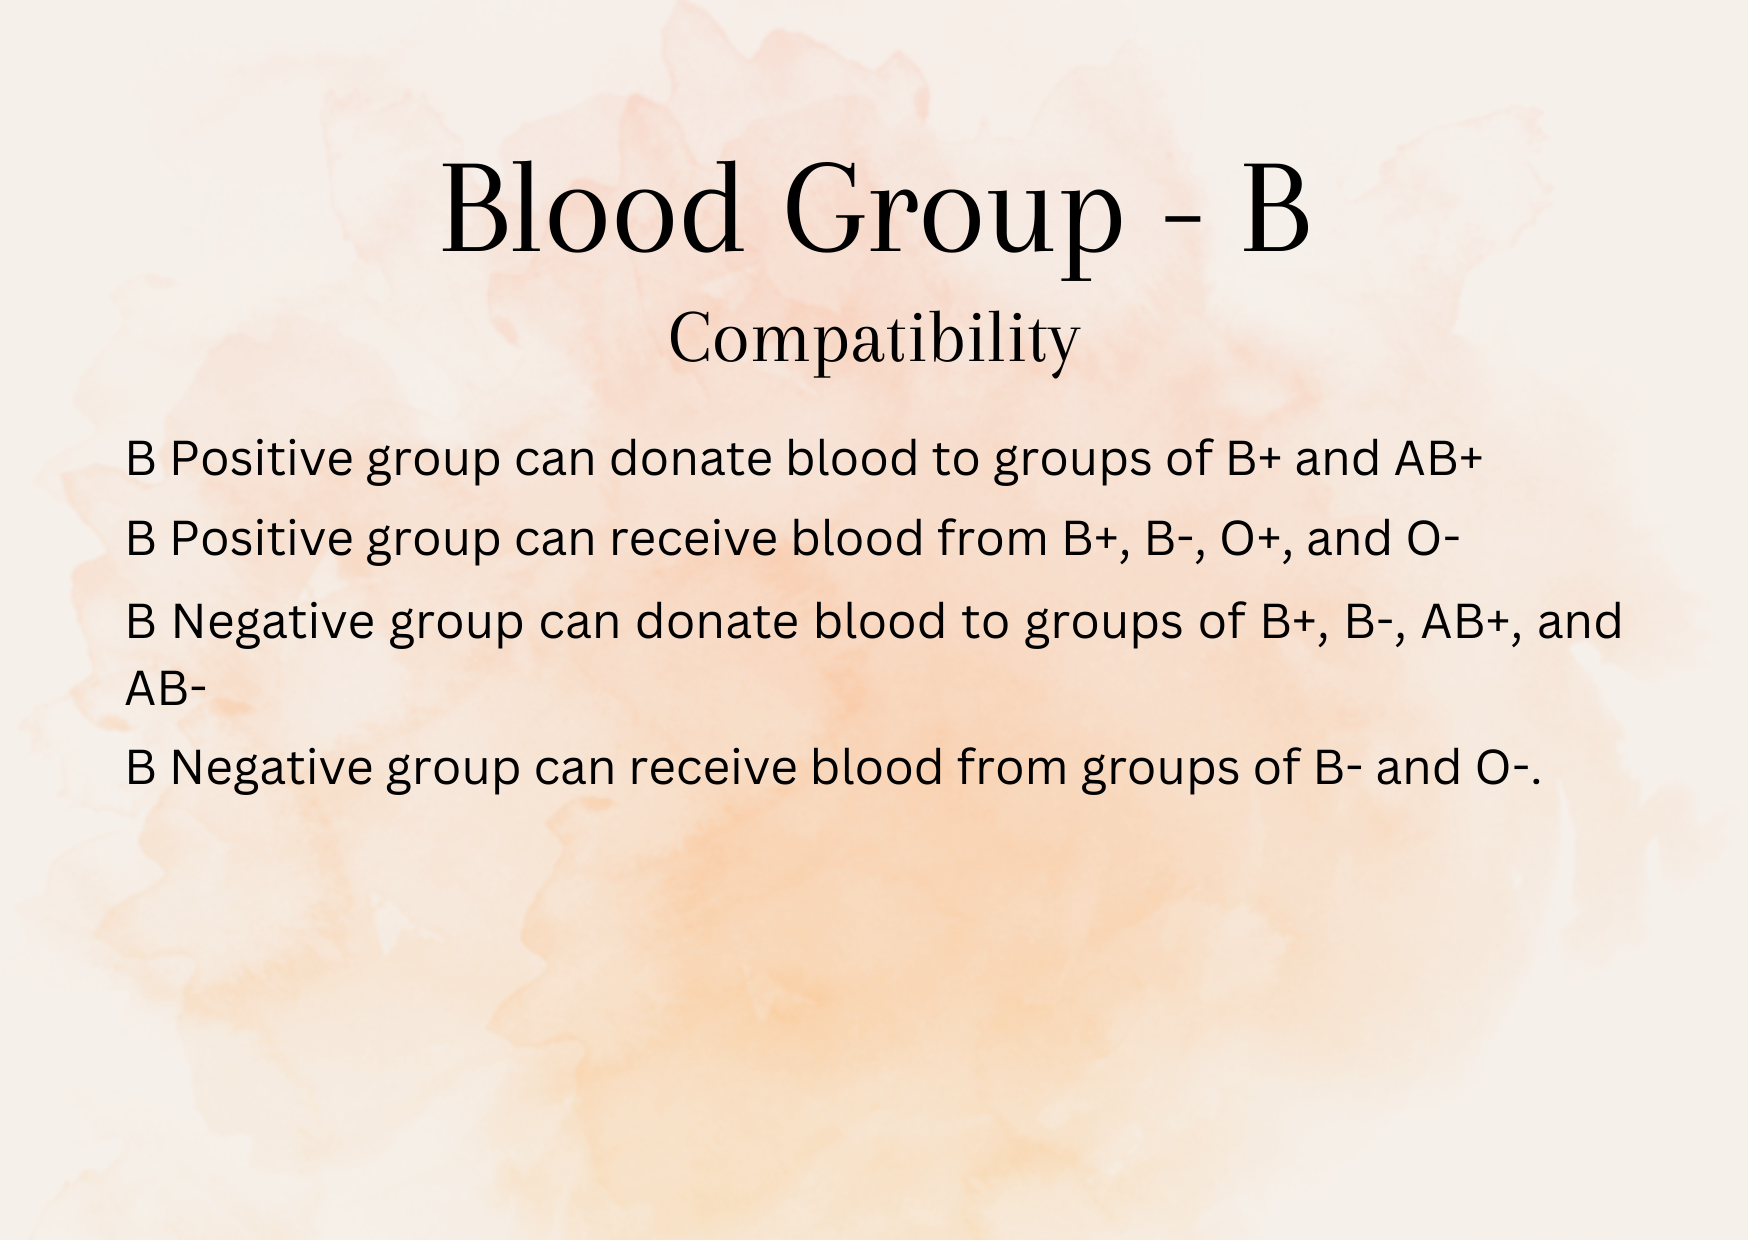 Blood Group - B
Compatibility
B Positive group can donate blood to groups of B+ and AB+
B Positive group can receive blood from B+, B-, O+, and O-
B Negative group can donate blood to groups of B+, B-, AB+, and
AB-
B Negative group can receive blood from groups of B- and O-.